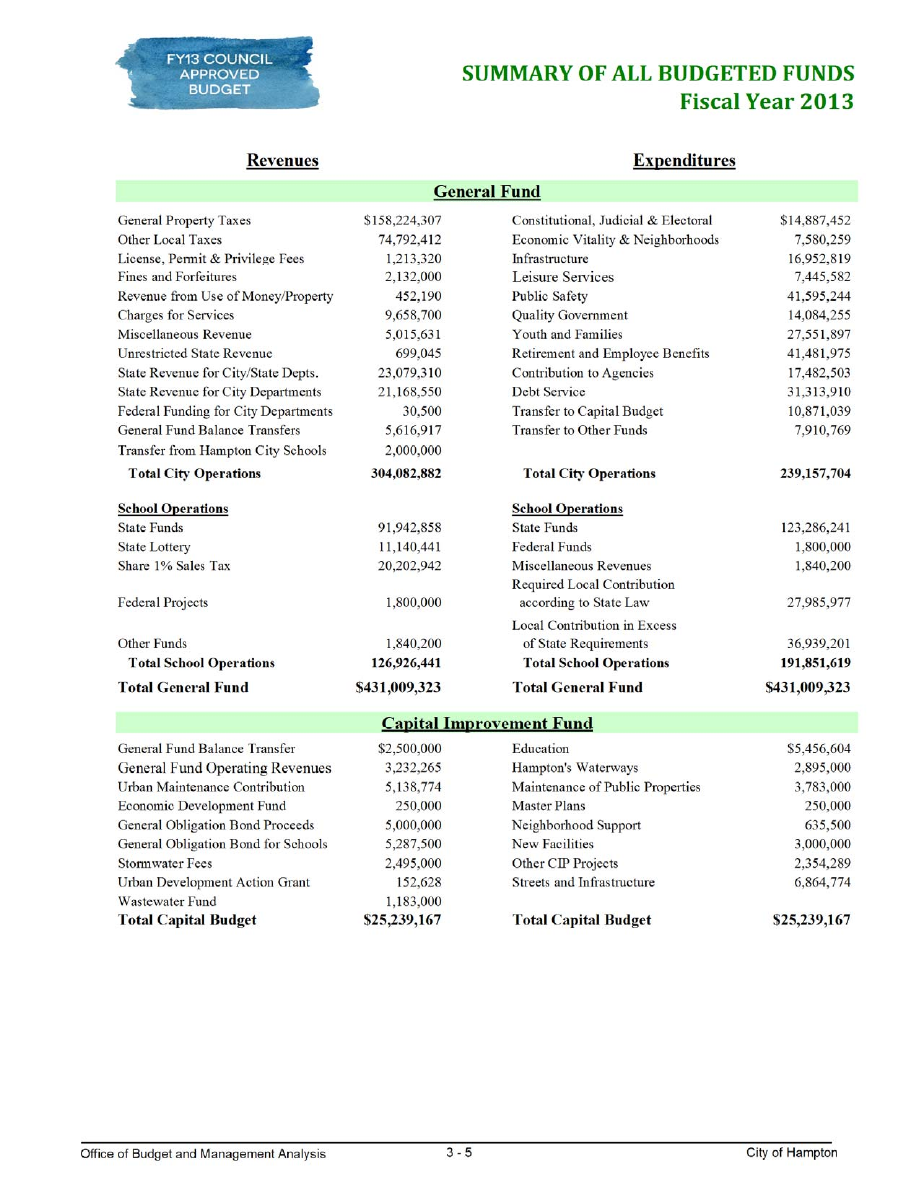 FY13 COUNCIL
APPROVED
BUDGET
SUMMARY OF ALL BUDGETED FUNDS
Fiscal Year 2013
Revenues Expenditures
General Fund
General Property Taxes $158,224,307 Constitutional, Judicial & Electoral $14,887,452
Other Local Taxes 74,792,412 Economic Vitality & Neighborhoods 7,580,259
License, Permit & Privilege Fees 1,213,320 Infrastructure 16,952,819
Fines and Forfeitures 2,132,000 Leisure Services 7,445,582
Revenue from Use of Money/Property 452,190 Public Safety 41,595,244
Charges for Services 9,658,700 Quality Government 14,084,255
Miscellaneous Revenue 5,015,631 Youth and Families 27,551,897
Unrestricted State Revenue 699,045 Retirement and Employee Benefits 41,481,975
State Revenue for City/State Depts. 23,079,310 Contribution to Agencies 17,482,503
State Revenue for City Departments 21,168,550 Debt Service 31,313,910
Federal Funding for City Departments 30,500 Transfer to Capital Budget 10,871,039
General Fund Balance Transfers 5,616,917 Transfer to Other Funds 7,910,769
Transfer from Hampton City Schools 2,000,000
Total City Operations 304,082,882 Total City Operations 239,157,704
School Operations School Operations
State Funds 91,942,858 State Funds 123,286,241
State Lottery 11,140,441 Federal Funds 1,800,000
Share 1% Sales Tax 20,202,942 Miscellaneous Revenues 1,840,200
Required Local Contribution
Federal Projects 1,800,000 according to State Law 27,985,977
Local Contribution in Excess
Other Funds 1,840,200 of State Requirements 36,939,201
Total School Operations 126,926,441 Total School Operations 191,851,619
Total General Fund $431,009,323 Total General Fund $431,009,323
Capital Improvement Fund
General Fund Balance Transfer $2,500,000 Education $5,456,604
General Fund Operating Revenues 3,232,265 Hampton's Waterways 2,895,000
Urban Maintenance Contribution 5,138,774 Maintenance of Public Properties 3,783,000
Economic Development Fund 250,000 Master Plans 250,000
General Obligation Bond Proceeds 5,000,000 Neighborhood Support 635,500
General Obligation Bond for Schools 5,287,500 New Facilities 3,000,000
Stormwater Fees 2,495,000 Other CIP Projects 2,354,289
Urban Development Action Grant 152,628 Streets and Infrastructure 6,864,774
Wastewater Fund 1,183,000
Total Capital Budget $25,239,167 Total Capital Budget $25,239,167
Office of Budget and Management Analysis 3 - 5 City of Hampton